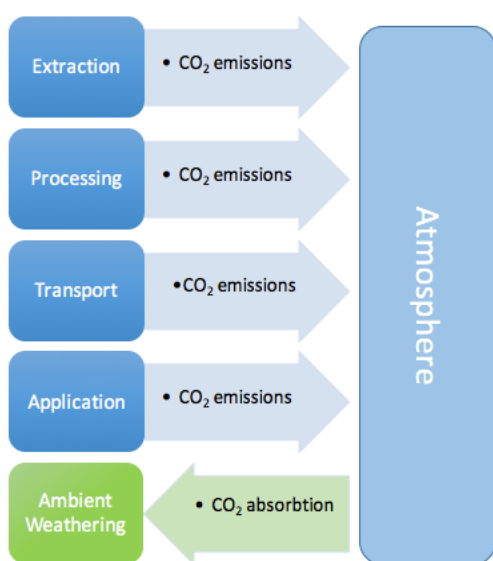 Extraction
• CO₂ emissions
Processing
• CO₂ emissions
Transport
•CO₂ emissions
Application
• CO₂ emissions
Ambient
Weathering
• CO₂ absorbtion
Atmosphere